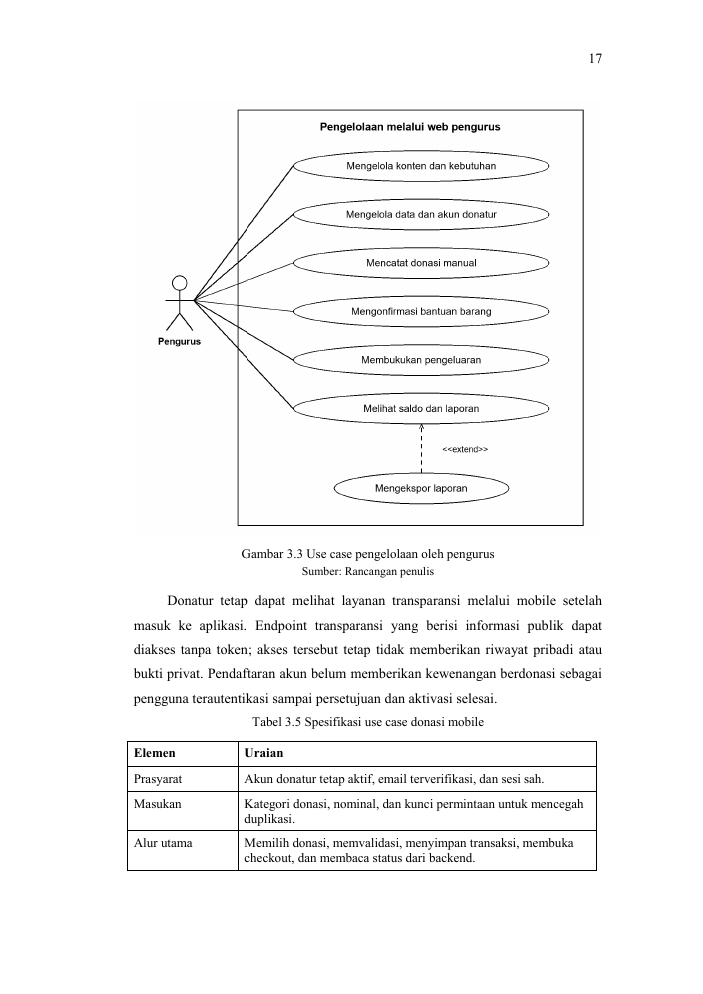 17
Pengelolaan melalui web pengurus
Mengelola konten dan kebutuhan
Mengelola data dan akun donatur
Mencatat donasi manual
Mengonfirmasi bantuan barang
Pengurus
Membukukan pengeluaran
Melihat saldo dan laporan
<<extend>>
Mengekspor laporan
Gambar 3.3 Use case pengelolaan oleh pengurus
Sumber: Rancangan penulis
Donatur tetap dapat melihat layanan transparansi melalui mobile setelah
masuk ke aplikasi. Endpoint transparansi yang berisi informasi publik dapat
diakses tanpa token; akses tersebut tetap tidak memberikan riwayat pribadi atau
bukti privat. Pendaftaran akun belum memberikan kewenangan berdonasi sebagai
pengguna terautentikasi sampai persetujuan dan aktivasi selesai.
Tabel 3.5 Spesifikasi use case donasi mobile
Elemen Uraian
Prasyarat Akun donatur tetap aktif, email terverifikasi, dan sesi sah.
Masukan Kategori donasi, nominal, dan kunci permintaan untuk mencegah
duplikasi.
Alur utama Memilih donasi, memvalidasi, menyimpan transaksi, membuka
checkout, dan membaca status dari backend.